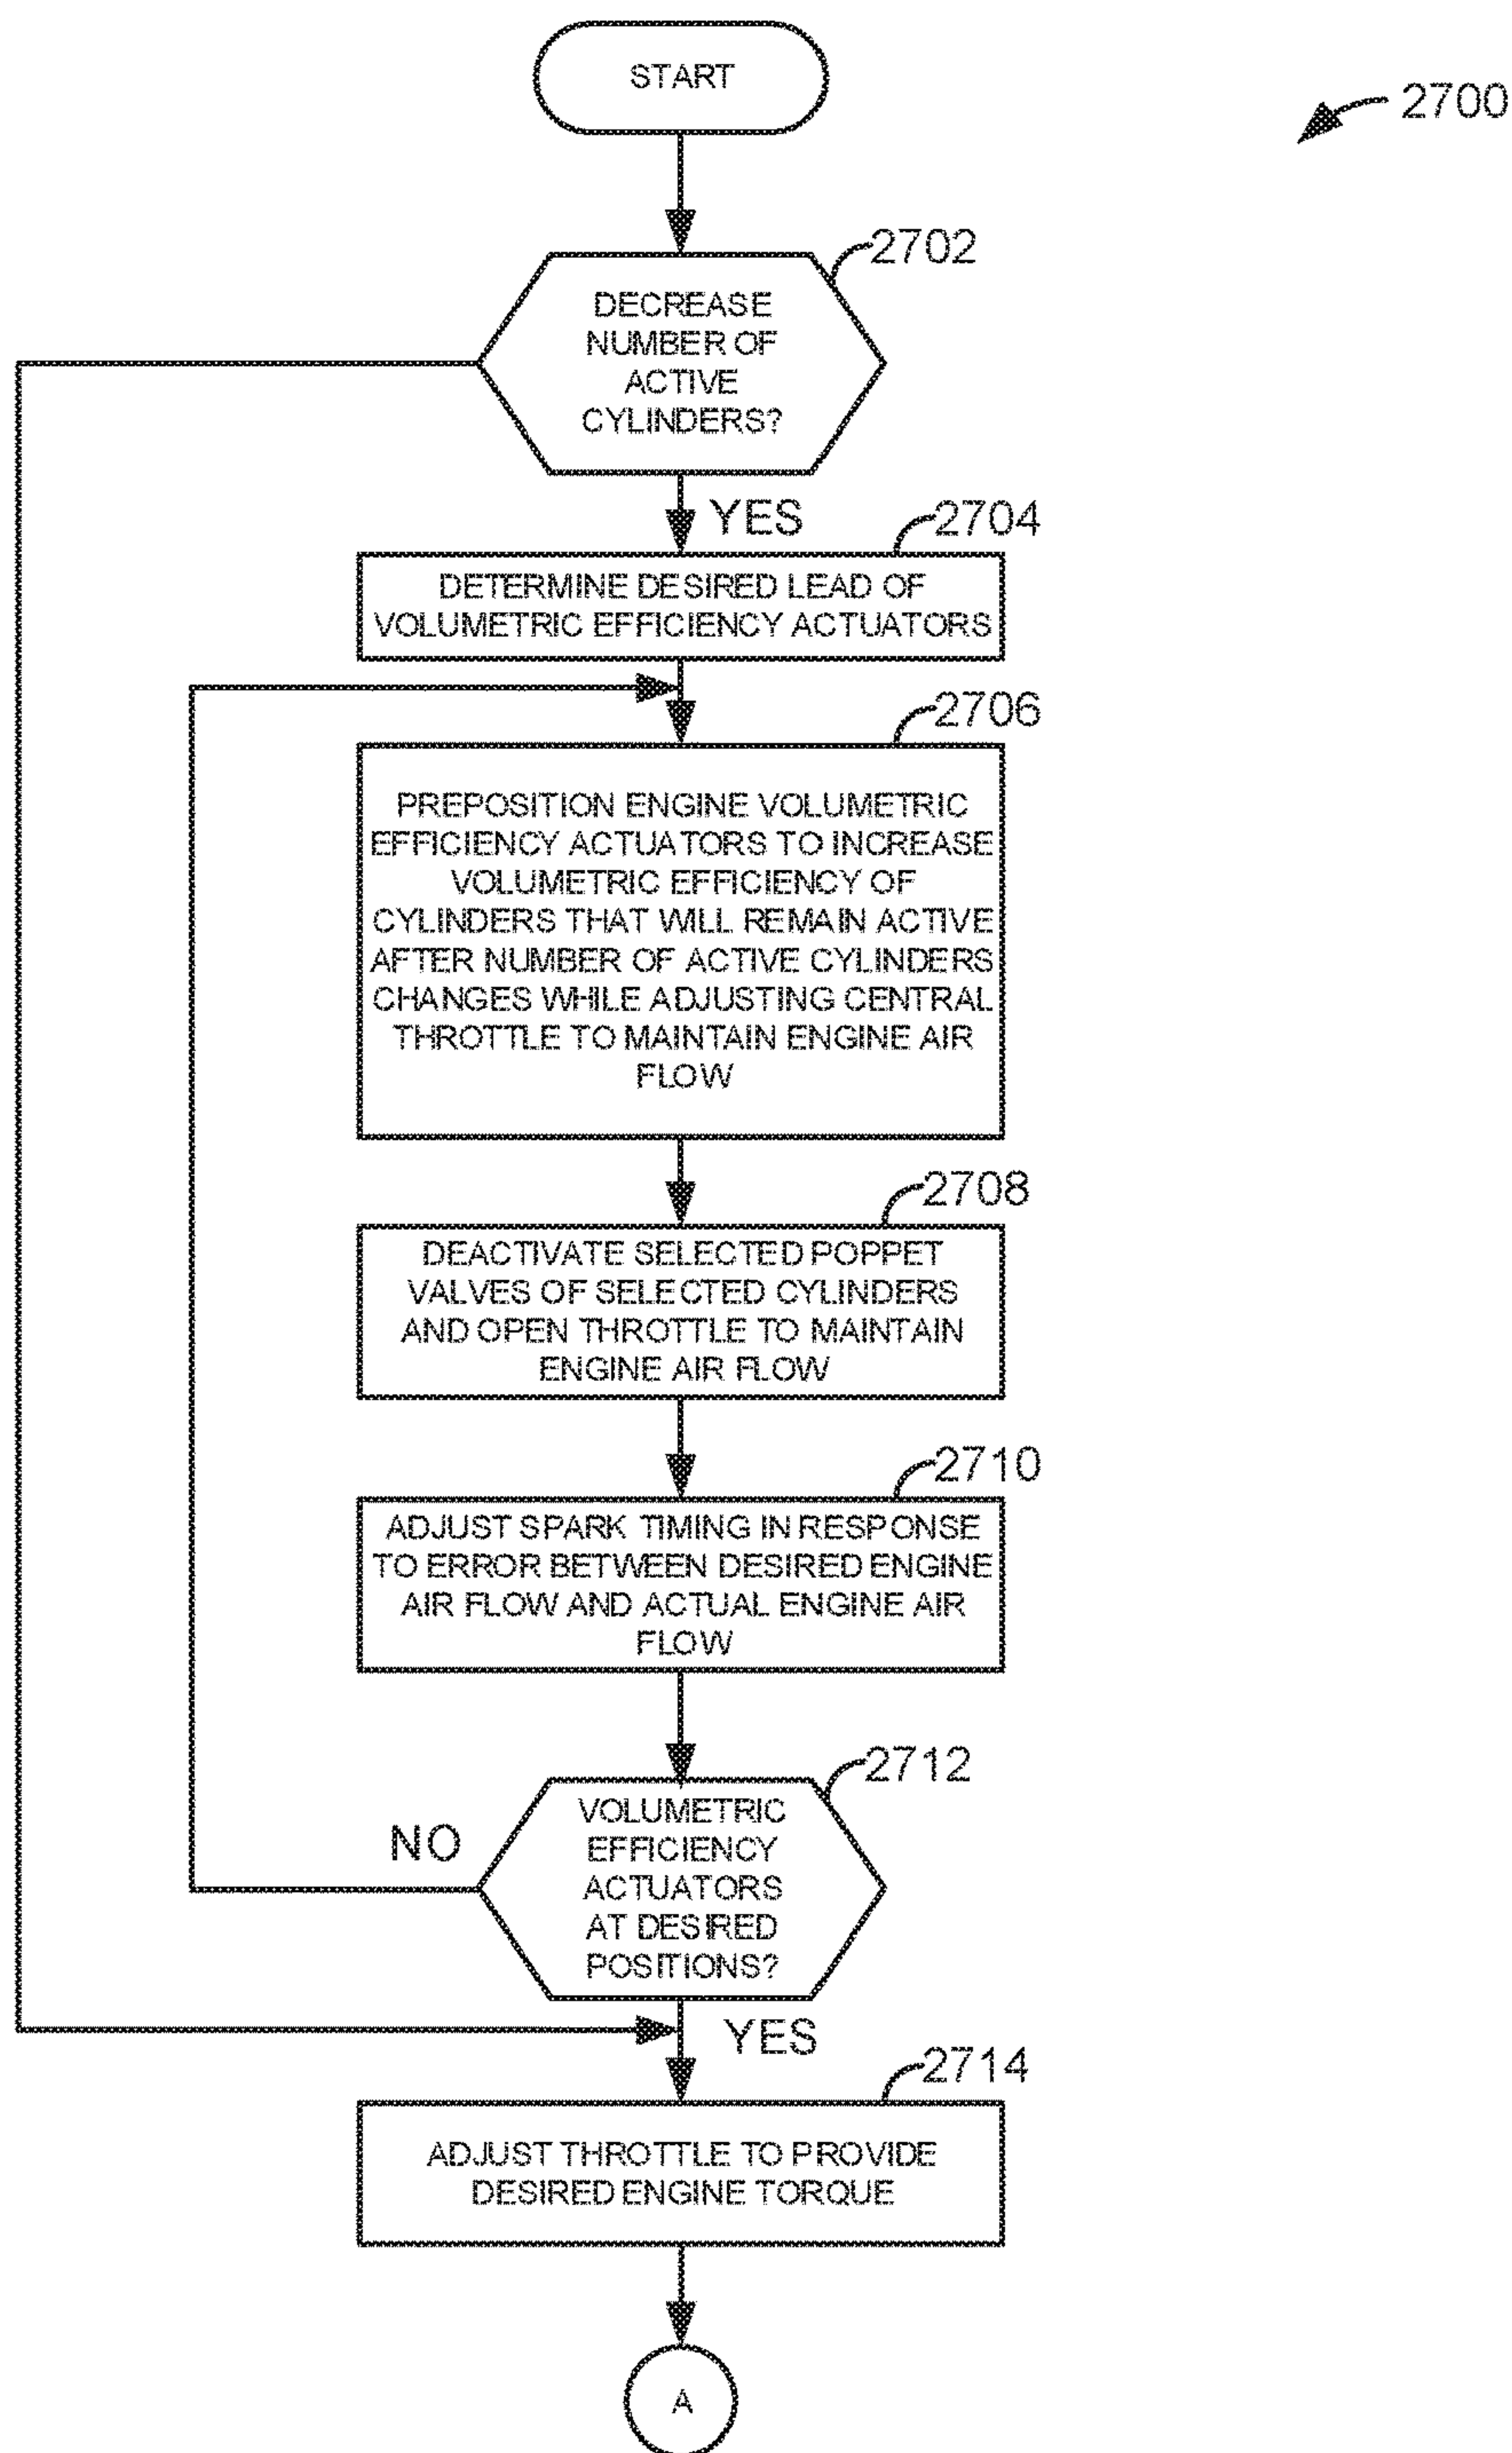 START
2700
2702
DECREASE
NUMBER OF
ACTIVE
CYLINDERS?
YES
2704
DETERMINE DESIRED LEAD OF
VOLUMETRIC EFFICIENCY ACTUATORS
2706
PREPOSITION ENGINE VOLUMETRIC
EFFICIENCY ACTUATORS TO INCREASE
VOLUMETRIC EFFICIENCY OF
CYLINDERS THAT WILL REMAIN ACTIVE
AFTER NUMBER OF ACTIVE CYLINDERS
CHANGES WHILE ADJUSTING CENTRAL
THROTTLE TO MAINTAIN ENGINE AIR
FLOW
2708
DEACTIVATE SELECTED POPPET
VALVES OF SELECTED CYLINDERS
AND OPEN THROTTLE TO MAINTAIN
ENGINE AIR FLOW
2710
ADJUST SPARK TIMING IN RESPONSE
TO ERROR BETWEEN DESIRED ENGINE
AIR FLOW AND ACTUAL ENGINE AIR
FLOW
2712
NO
VOLUMETRIC
EFFICIENCY
ACTUATORS
AT DESIRED
POSITIONS?
YES
2714
ADJUST THROTTLE TO PROVIDE
DESIRED ENGINE TORQUE
A